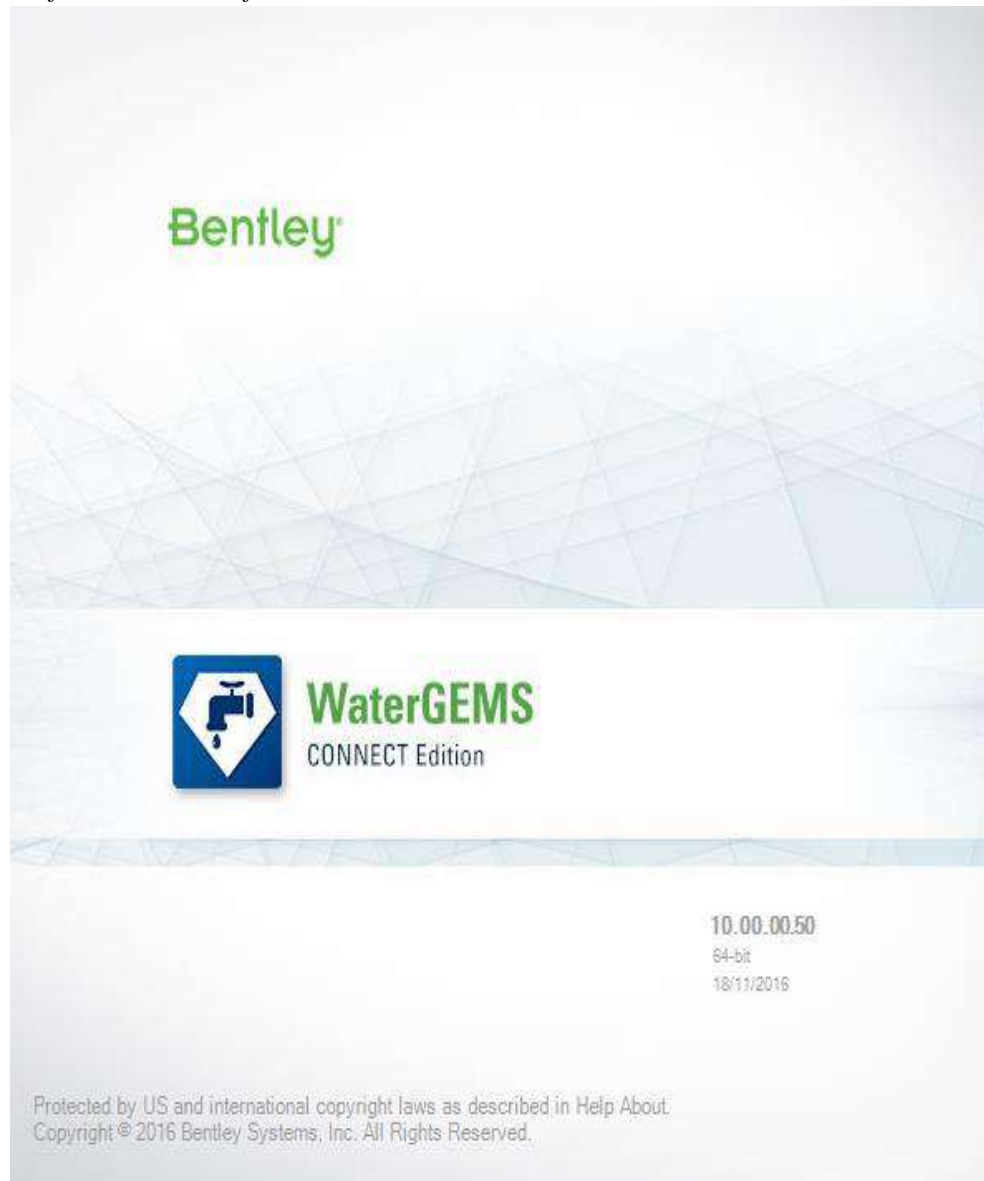 Bentley®
WaterGEMS
CONNECT Edition
10.00.00.50
64-bit
18/11/2016
Protected by US and international copyright laws as described in Help About.
Copyright © 2016 Bentley Systems, Inc. All Rights Reserved.